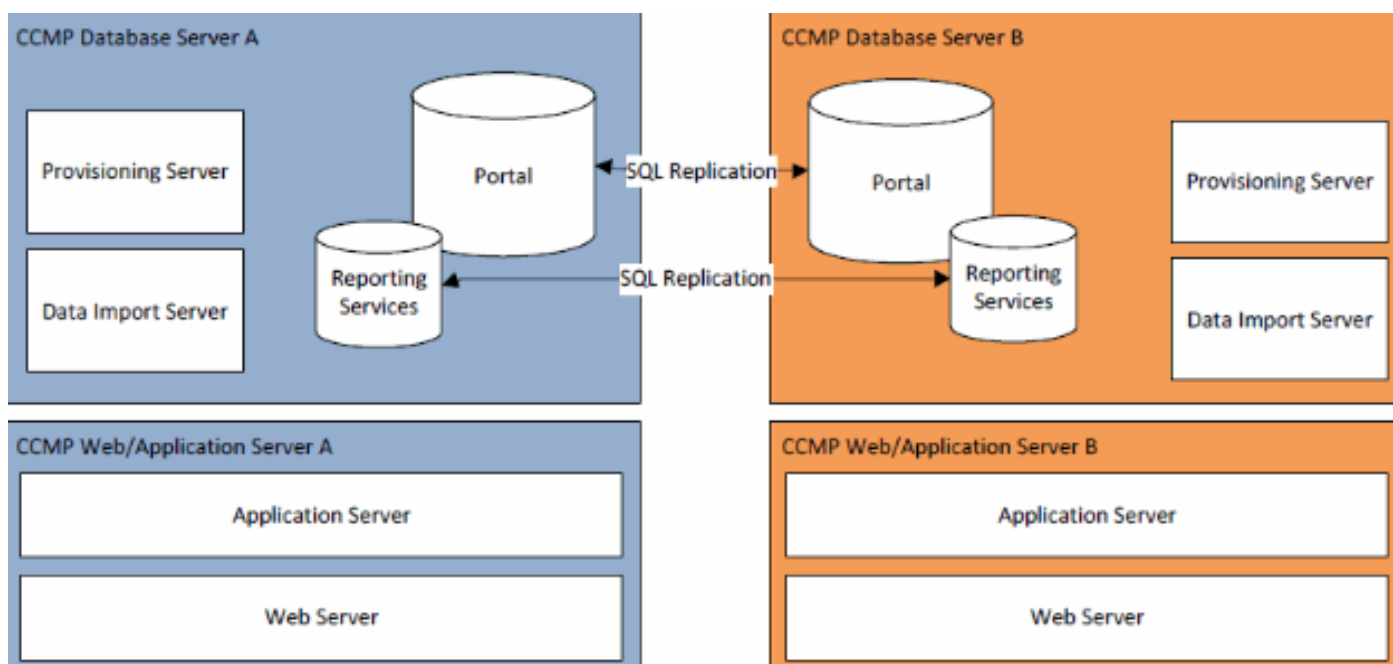 CCMP Database Server A
Provisioning Server
Data Import Server
Portal
Reporting
Services
SQL Replication
SQL Replication
CCMP Database Server B
Portal
Reporting
Services
Provisioning Server
Data Import Server
CCMP Web/Application Server A
Application Server
Web Server
CCMP Web/Application Server B
Application Server
Web Server